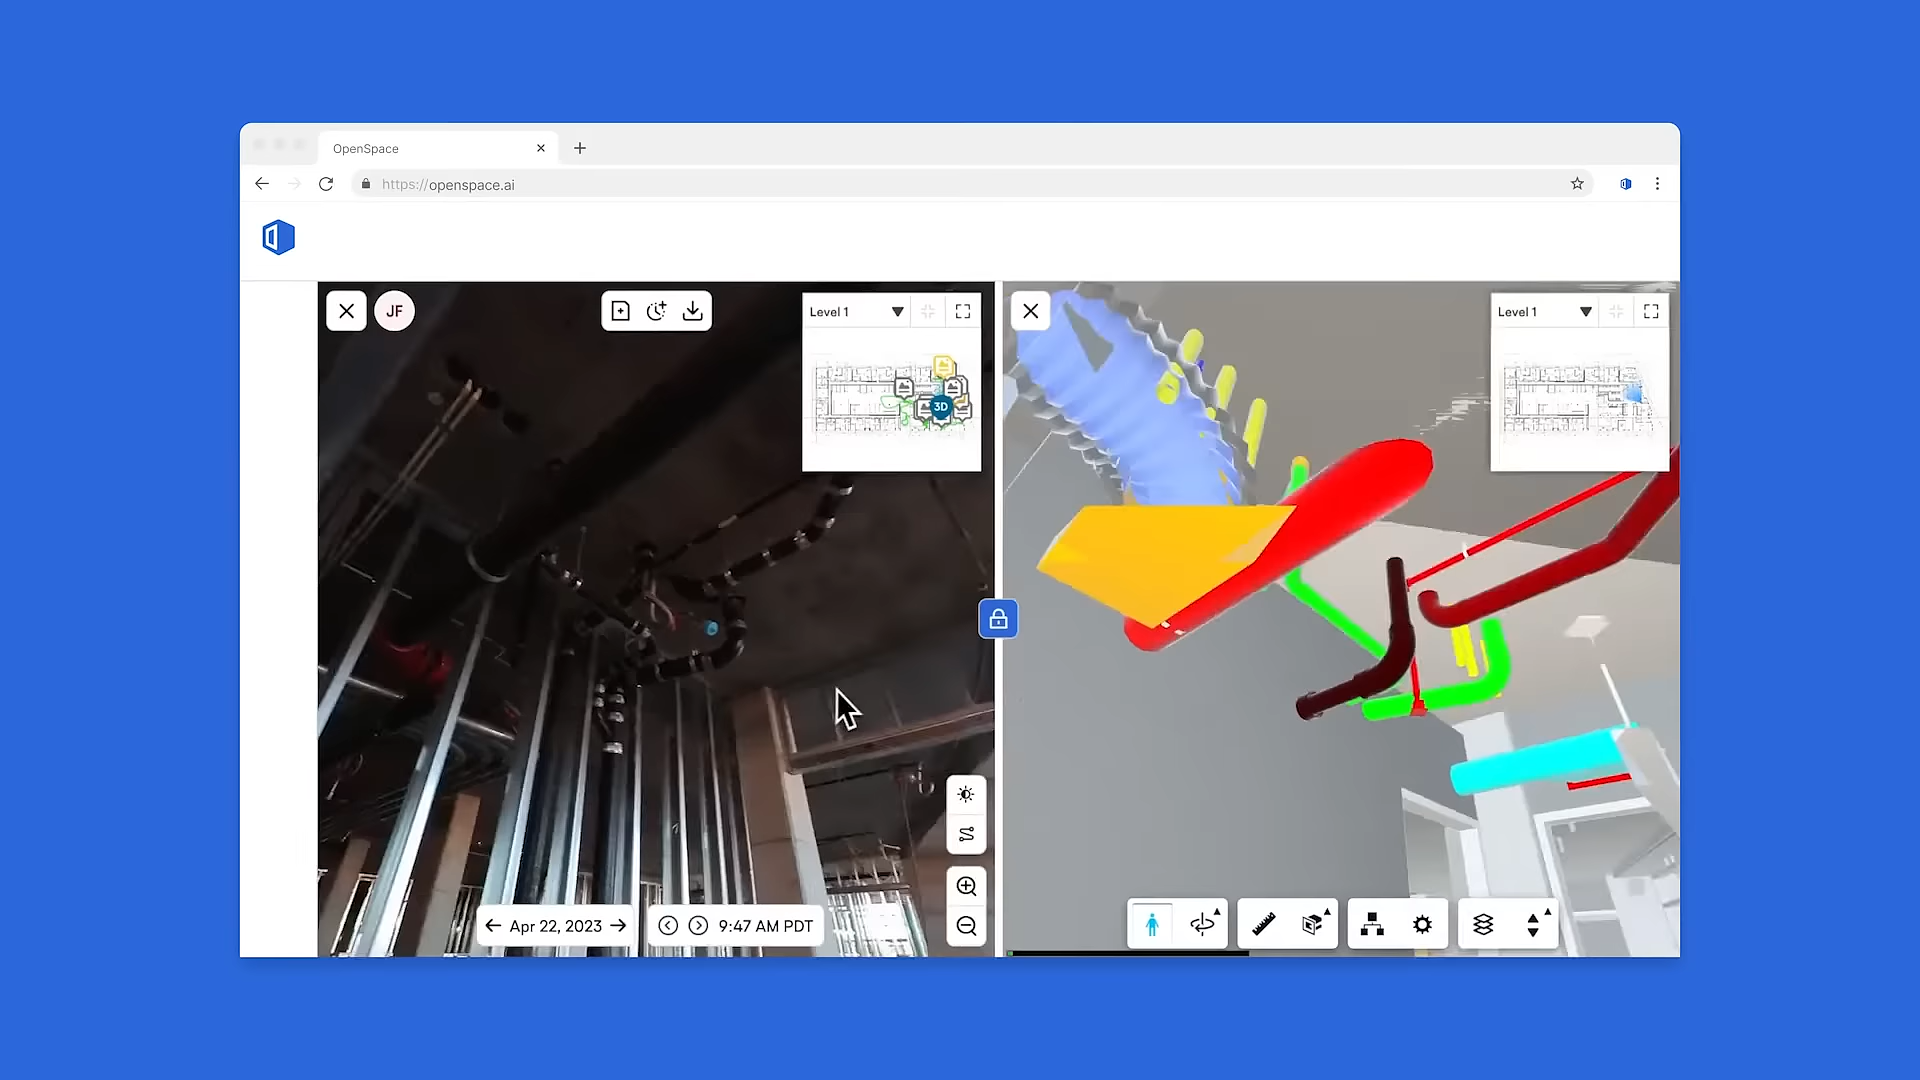 OpenSpace
https://openspace.ai
JF
Level 1
3D
Level 1
Apr 22, 2023
9:47 AM PDT